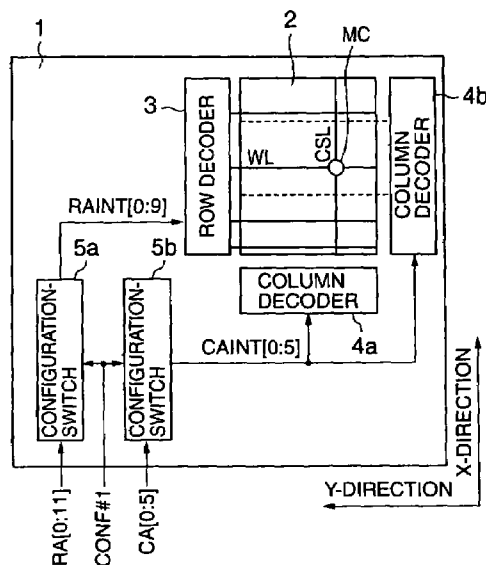 1
2
MC
4b
3
ROW DECODER
WL
CSL
COLUMN
DECODER
RAINT[0:9]
5a
5b
COLUMN
DECODER
4a
CONFIGURATION-
SWITCH
CONFIGURATION-
SWITCH
CAINT[0:5]
X-DIRECTION
Y-DIRECTION
RA[0:11]
CONF#1
CA[0:5]